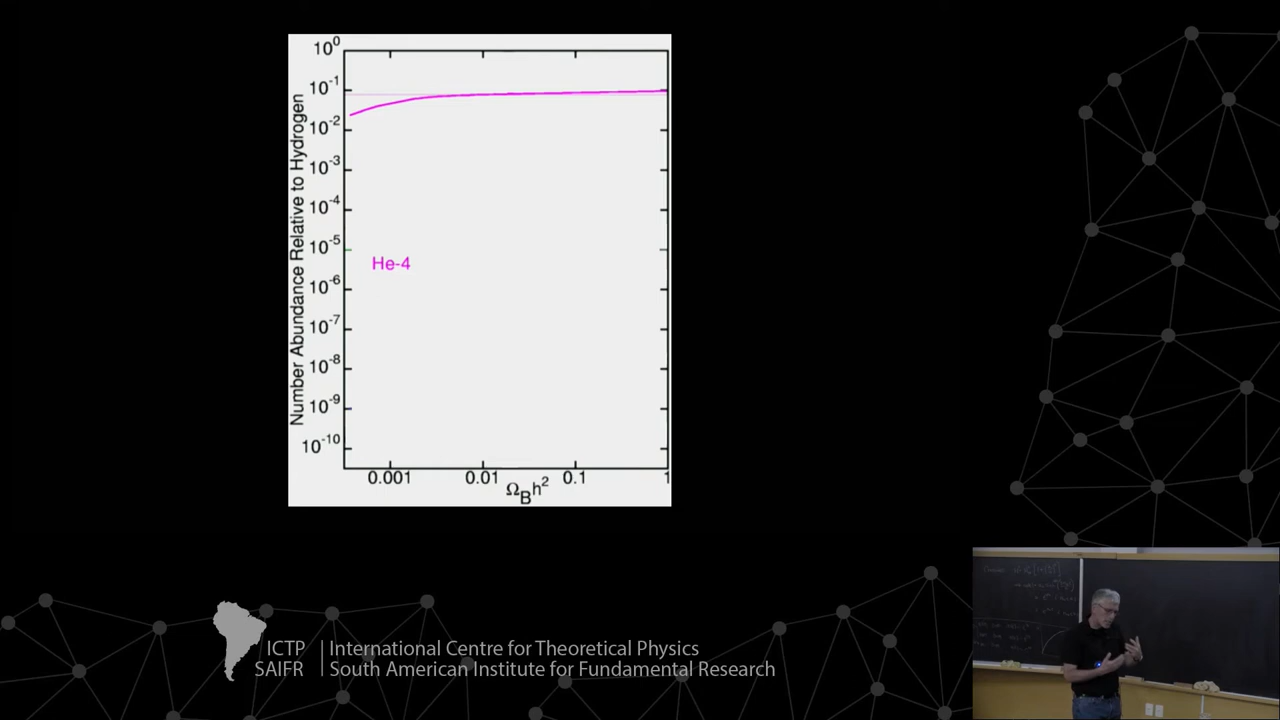 Number Abundance Relative to Hydrogen
10^0
10^-1
10^-2
10^-3
10^-4
10^-5
10^-6
10^-7
10^-8
10^-9
10^-10
He-4
0.001 0.01 0.1 1
Ω_B h^2
ICTP
SAIFR
International Centre for Theoretical Physics
South American Institute for Fundamental Research